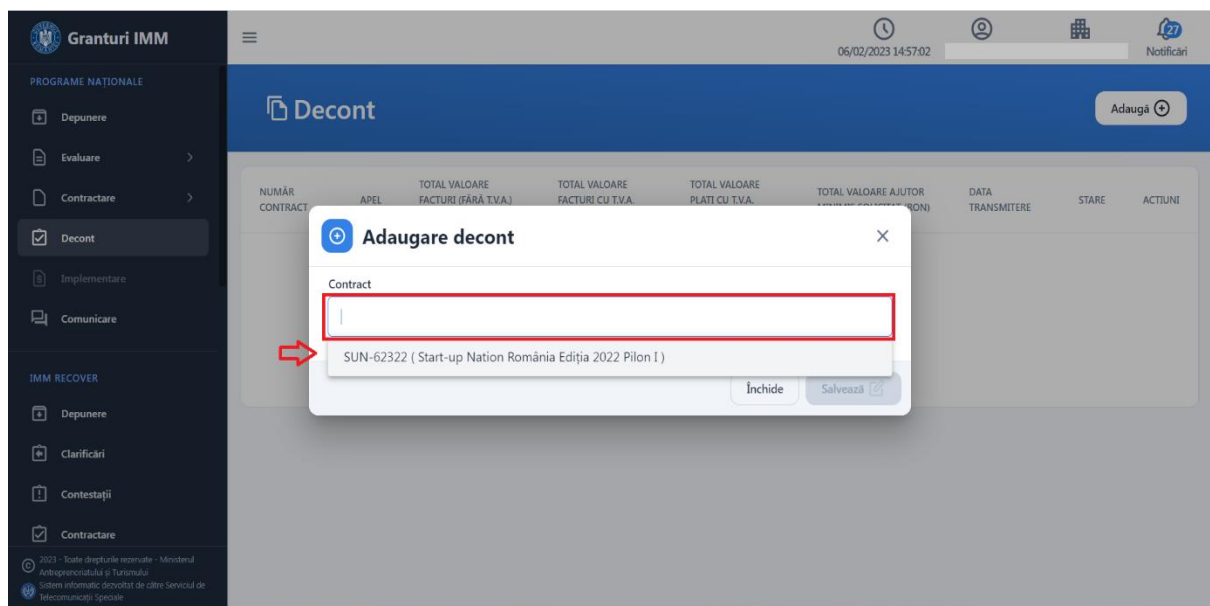 Granturi IMM
06/02/2023 14:57:02
27
Notificări
PROGRAME NAȚIONALE
Depunere
Evaluare
Contractare
Decont
Implementare
Comunicare
IMM RECOVER
Depunere
Clarificări
Contestații
Contractare
2023 - Toate drepturile rezervate - Ministerul
Antreprenoriatului și Turismului
Sistem informatic dezvoltat de către Serviciul de
Telecomunicații Speciale
Decont
Adaugă
NUMĂR
CONTRACT
APEL
TOTAL VALOARE
FACTURI (FĂRĂ T.V.A.)
TOTAL VALOARE
FACTURI CU T.V.A.
TOTAL VALOARE
PLATI CU T.V.A.
TOTAL VALOARE AJUTOR
MINIMIS SOLICITAT (RON)
DATA
TRANSMITERE
STARE
ACTIUNI
Adaugare decont
Contract
SUN-62322 ( Start-up Nation România Ediția 2022 Pilon I )
Închide
Salvează